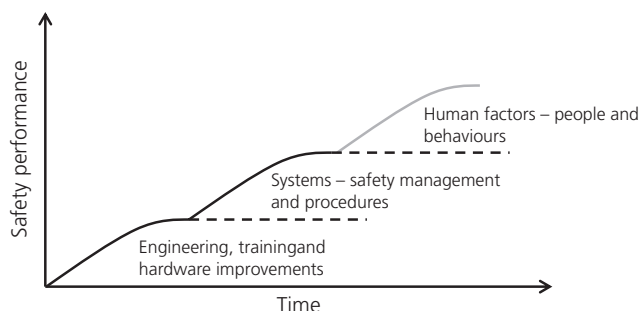 Safety performance
Human factors – people and
behaviours
Systems – safety management
and procedures
Engineering, trainingand
hardware improvements
Time